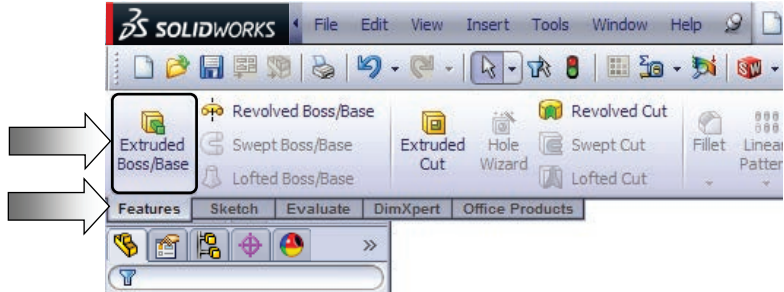 SOLIDWORKS File Edit View Insert Tools Window Help
Extruded Boss/Base
Revolved Boss/Base
Swept Boss/Base
Lofted Boss/Base
Extruded Cut
Hole Wizard
Revolved Cut
Swept Cut
Lofted Cut
Fillet
Linear
Patter
Features Sketch Evaluate DimXpert Office Products